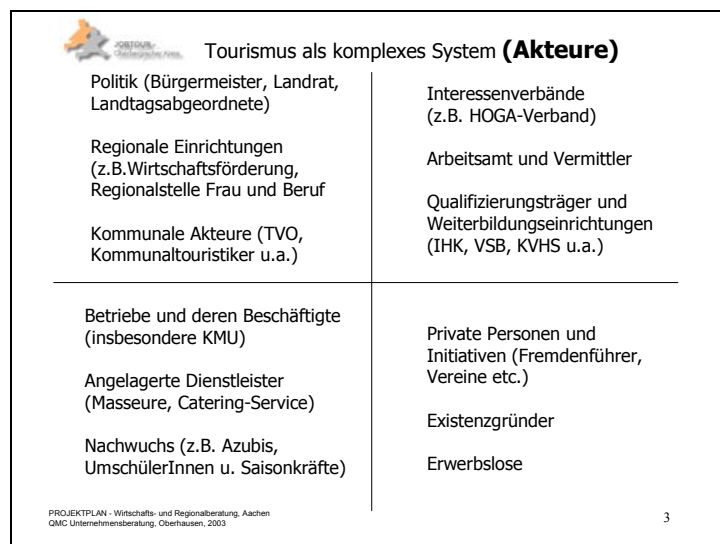 JOBTOUR-
Oberbergischer Kreis
Tourismus als komplexes System (Akteure)
Politik (Bürgermeister, Landrat,
Landtagsabgeordnete)
Regionale Einrichtungen
(z.B.Wirtschaftsförderung,
Regionalstelle Frau und Beruf
Kommunale Akteure (TVO,
Kommunaltouristiker u.a.)
Interessenverbände
(z.B. HOGA-Verband)
Arbeitsamt und Vermittler
Qualifizierungsträger und
Weiterbildungseinrichtungen
(IHK, VSB, KVHS u.a.)
Betriebe und deren Beschäftigte
(insbesondere KMU)
Angelagerte Dienstleister
(Masseure, Catering-Service)
Nachwuchs (z.B. Azubis,
UmschülerInnen u. Saisonkräfte)
Private Personen und
Initiativen (Fremdenführer,
Vereine etc.)
Existenzgründer
Erwerbslose
PROJEKTPLAN - Wirtschafts- und Regionalberatung, Aachen
QMC Unternehmensberatung, Oberhausen, 2003
3